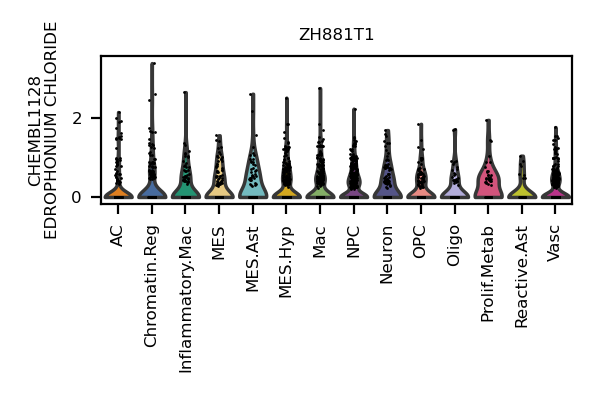 ZH881T1
CHEMBL1128
EDROPHONIUM CHLORIDE
2
0
AC
Chromatin.Reg
Inflammatory.Mac
MES
MES.Ast
MES.Hyp
Mac
NPC
Neuron
OPC
Oligo
Prolif.Metab
Reactive.Ast
Vasc